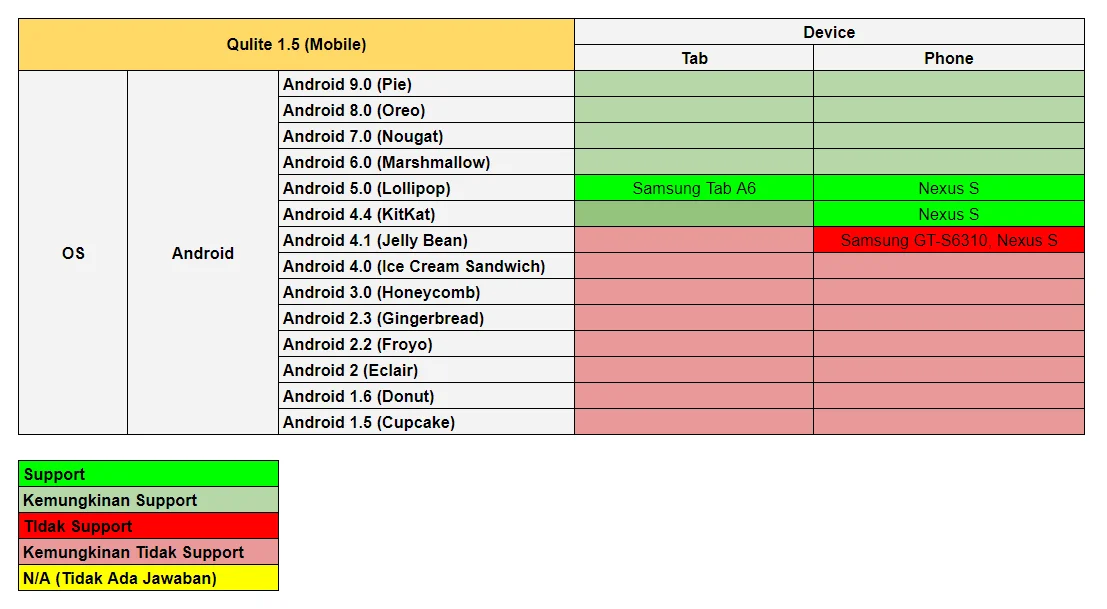 Qulite 1.5 (Mobile)
Device
Tab
Phone
OS
Android
Android 9.0 (Pie)
Android 8.0 (Oreo)
Android 7.0 (Nougat)
Android 6.0 (Marshmallow)
Android 5.0 (Lollipop) Samsung Tab A6 Nexus S
Android 4.4 (KitKat) Nexus S
Android 4.1 (Jelly Bean) Samsung GT-S6310, Nexus S
Android 4.0 (Ice Cream Sandwich)
Android 3.0 (Honeycomb)
Android 2.3 (Gingerbread)
Android 2.2 (Froyo)
Android 2 (Eclair)
Android 1.6 (Donut)
Android 1.5 (Cupcake)
Support
Kemungkinan Support
Tidak Support
Kemungkinan Tidak Support
N/A (Tidak Ada Jawaban)